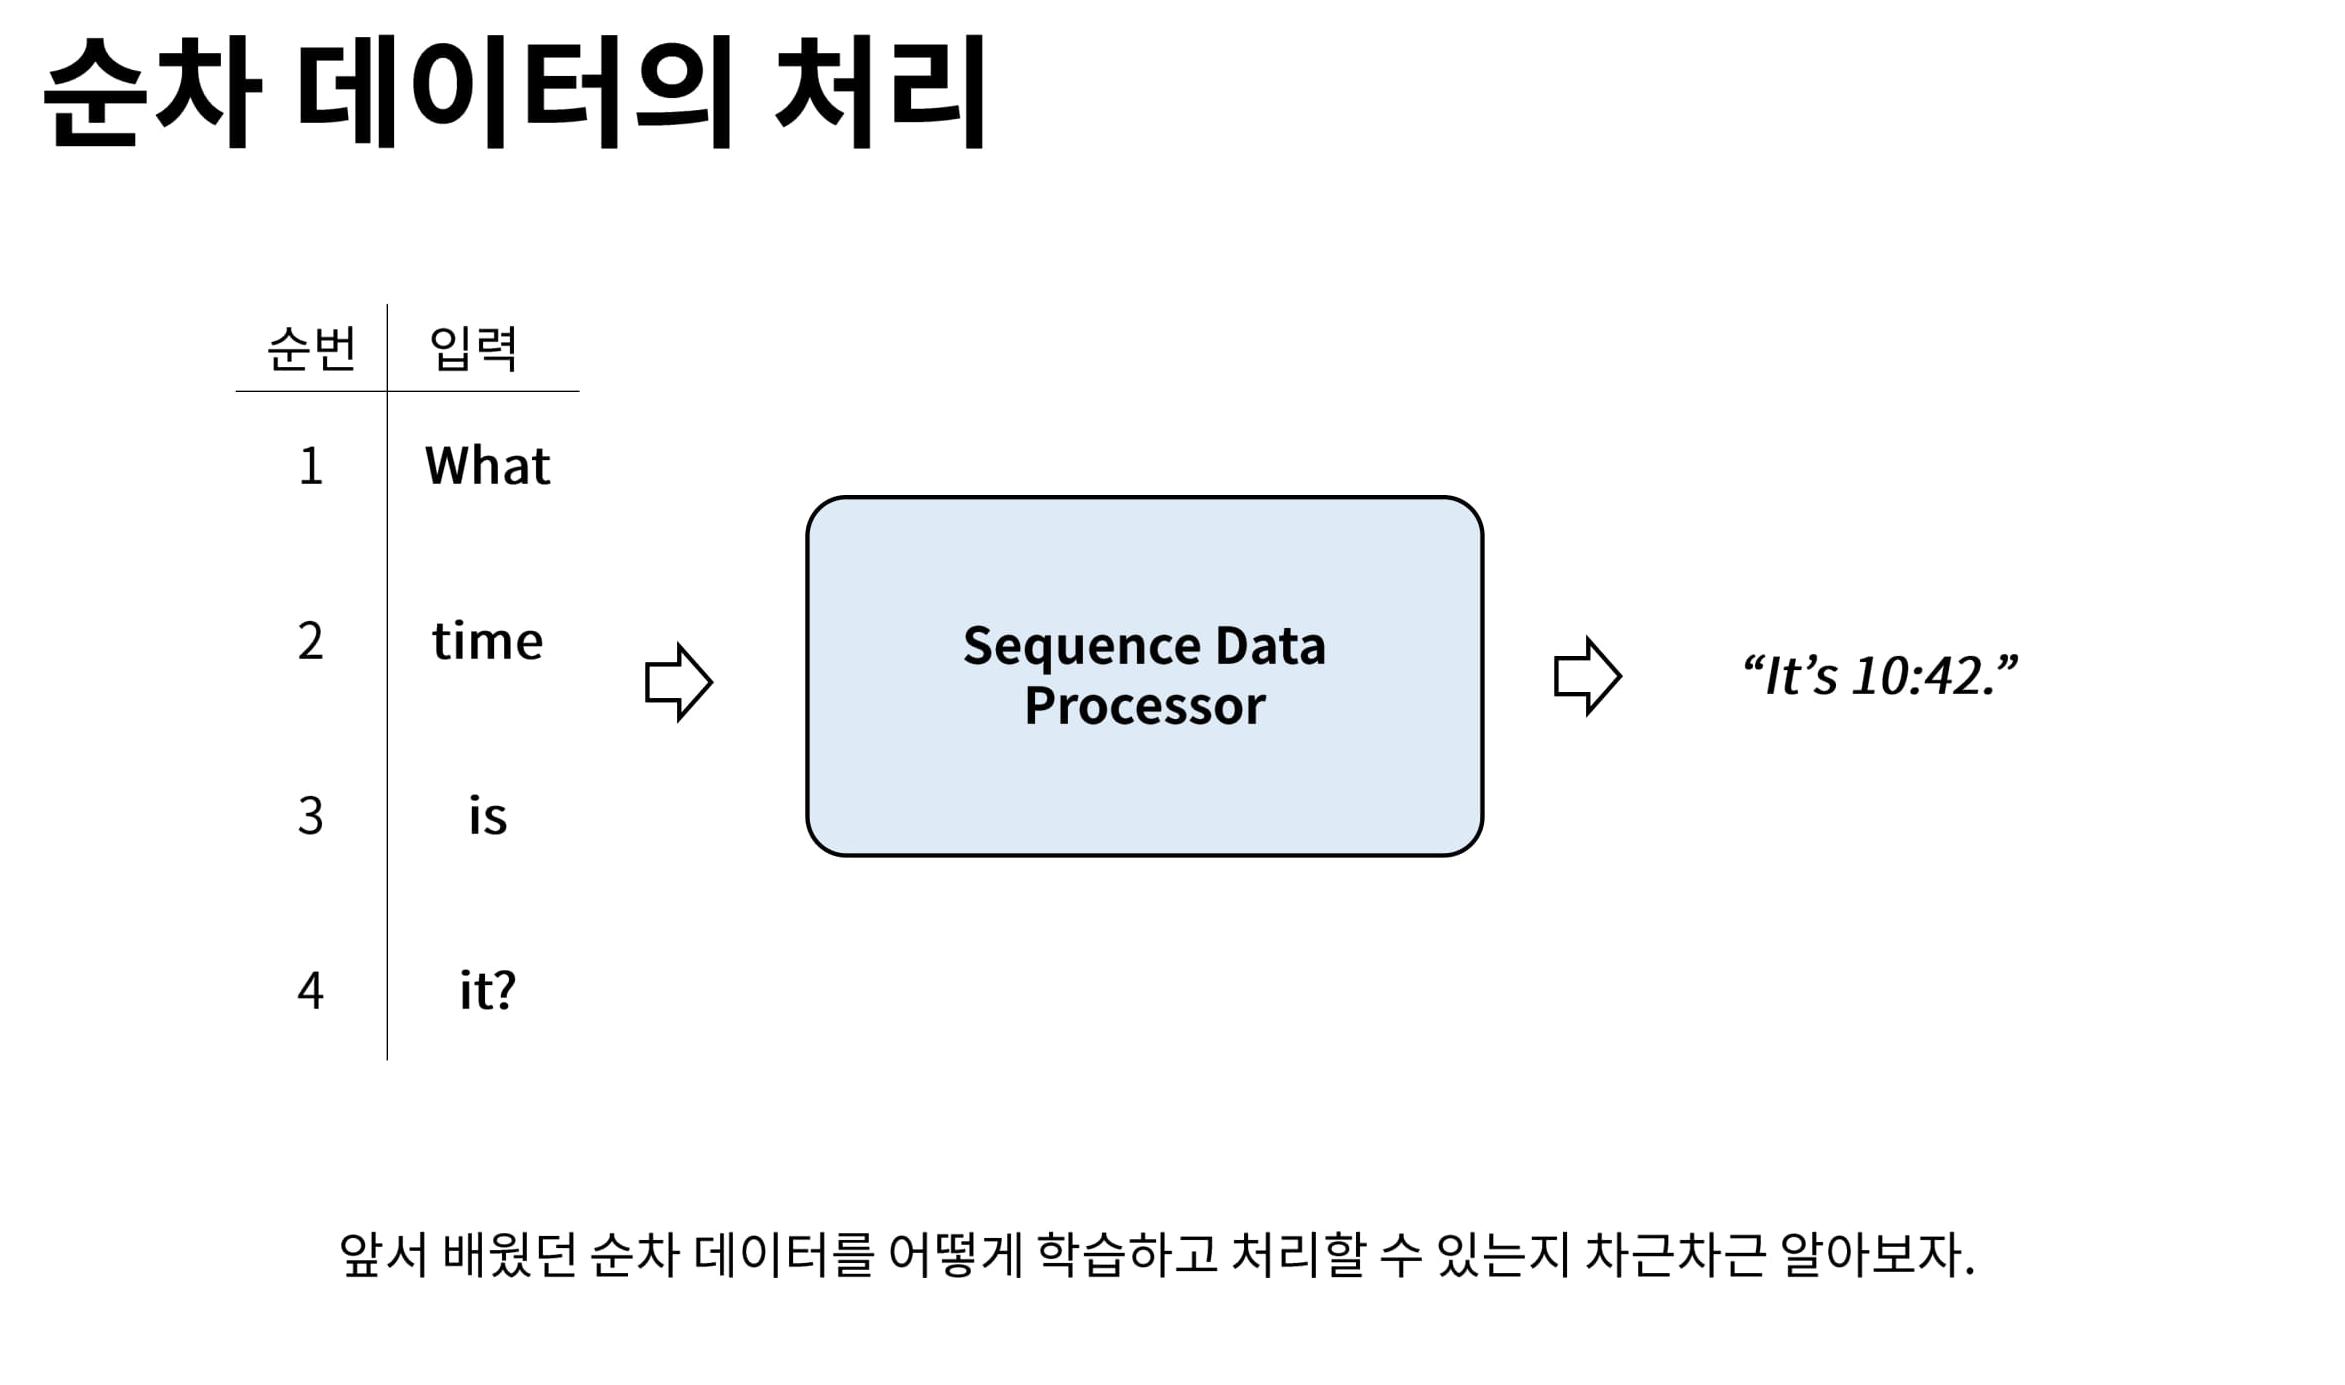 순차 데이터의 처리
순번 입력
1 What
2 time
3 is
4 it?
Sequence Data
Processor
“It’s 10:42.”
앞서 배웠던 순차 데이터를 어떻게 학습하고 처리할 수 있는지 차근차근 알아보자.